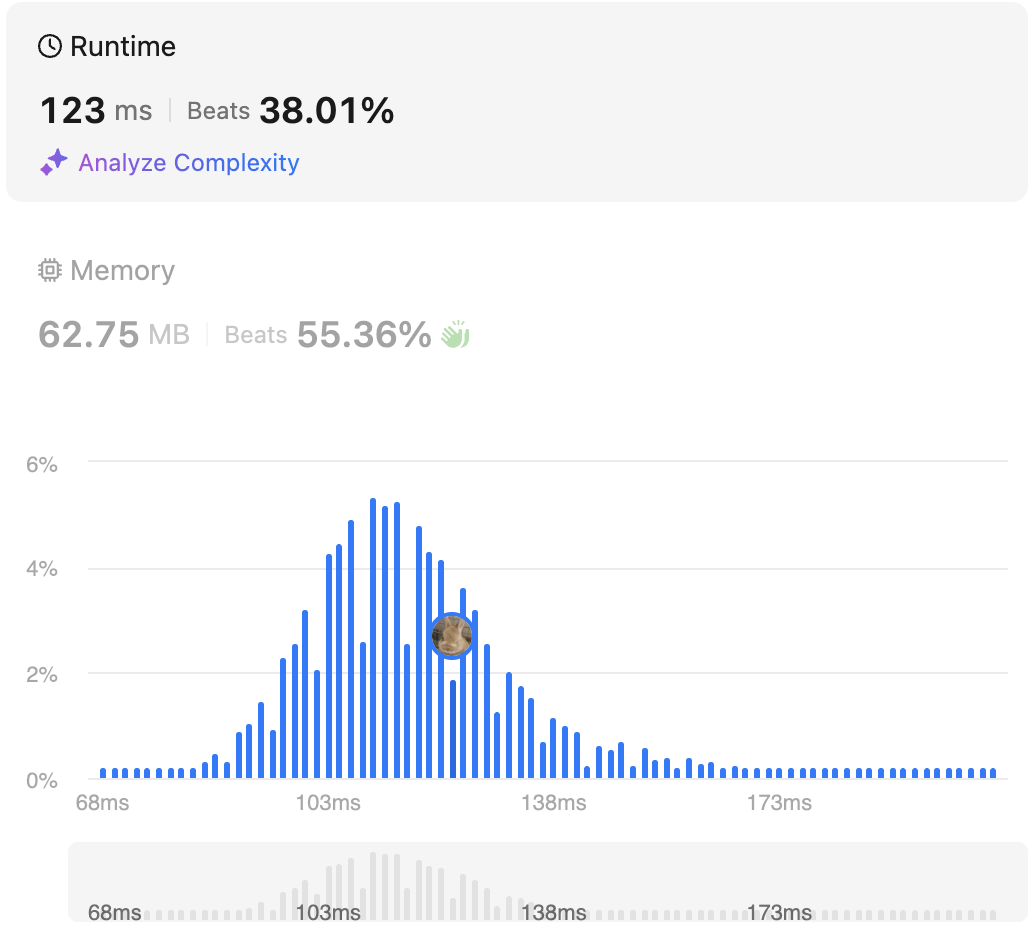 Runtime
123 ms | Beats 38.01%
Analyze Complexity
Memory
62.75 MB | Beats 55.36%
6%
4%
2%
0%
68ms 103ms 138ms 173ms
68ms 103ms 138ms 173ms